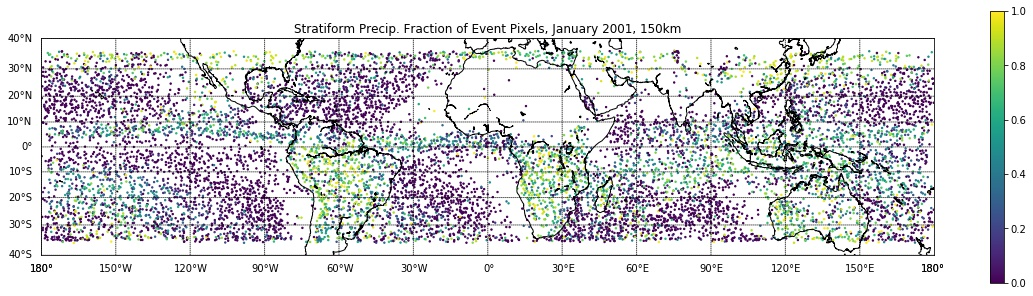 Stratiform Precip. Fraction of Event Pixels, January 2001, 150km
40°N
30°N
20°N
10°N
0°
10°S
20°S
30°S
40°S
180° 150°W 120°W 90°W 60°W 30°W 0° 30°E 60°E 90°E 120°E 150°E 180°
1.0
0.8
0.6
0.4
0.2
0.0